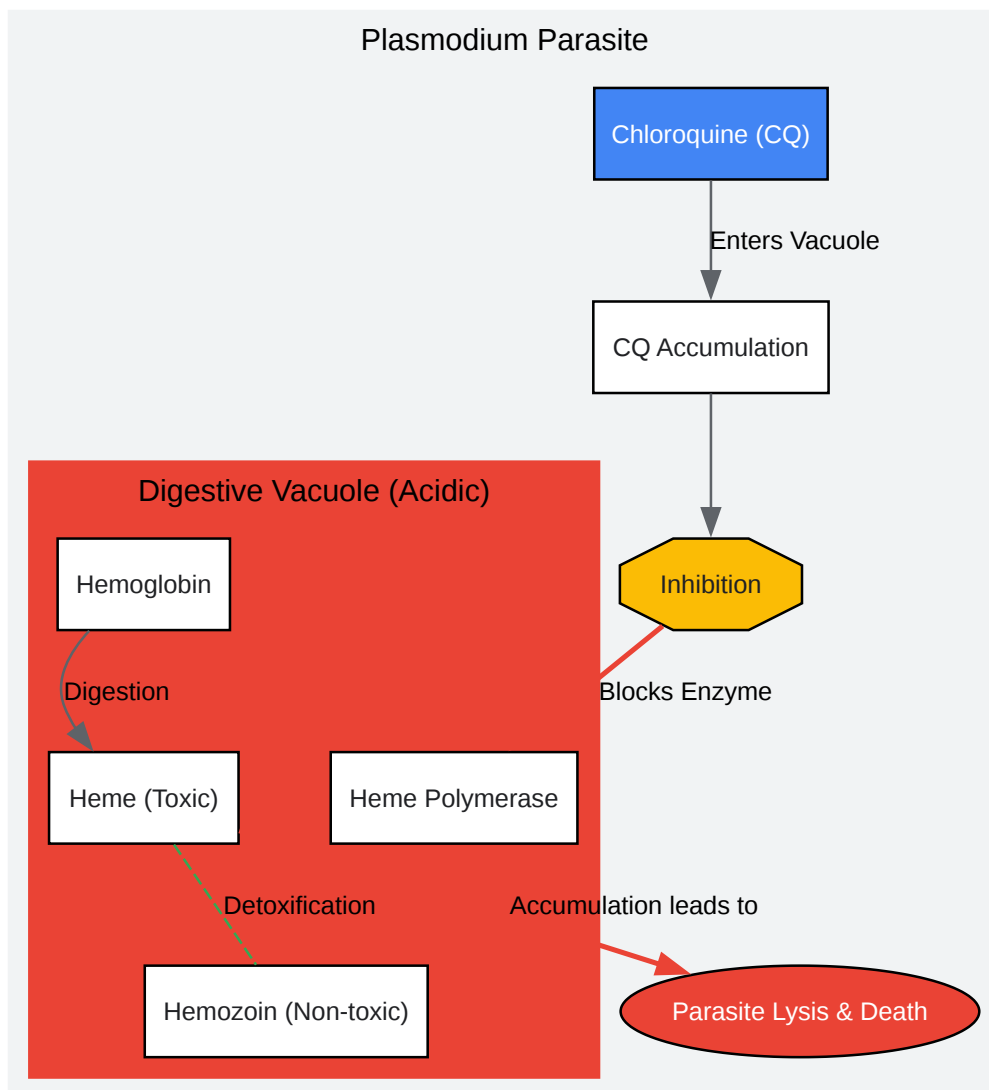 Plasmodium Parasite
Chloroquine (CQ)
Enters Vacuole
CQ Accumulation
Digestive Vacuole (Acidic)
Hemoglobin
Inhibition
Digestion
Blocks Enzyme
Heme (Toxic)
Heme Polymerase
Detoxification
Accumulation leads to
Hemozoin (Non-toxic)
Parasite Lysis & Death